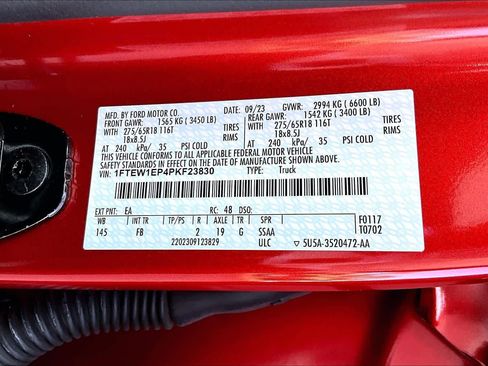 MFD. BY FORD MOTOR CO. 09/23 GVWR: 2994 KG ( 6600 LB)
FRONT GAWR: 1565 KG ( 3450 LB) REAR GAWR: 1542 KG ( 3400 LB)
WITH 275/65R18 116T TIRES WITH 275/65R18 116T TIRES
18x8.5J RIMS 18x8.5J RIMS
AT 240 kPa/ 35 PSI COLD AT 240 kPa/ 35 PSI COLD
THIS VEHICLE CONFORMS TO ALL APPLICABLE FEDERAL MOTOR VEHICLE
SAFETY STANDARDS IN EFFECT ON THE DATE OF MANUFACTURE SHOWN ABOVE.
VIN: 1FTEW1EP4PKF23830 TYPE: Truck
EXT PNT: EA RC: 48 DSO: F0117
WB INT TR TP/PS R AX TR SPR T0702
145 FB 2 19 G SSAA
2202309123829 ULC 5U5A-3520472-AA